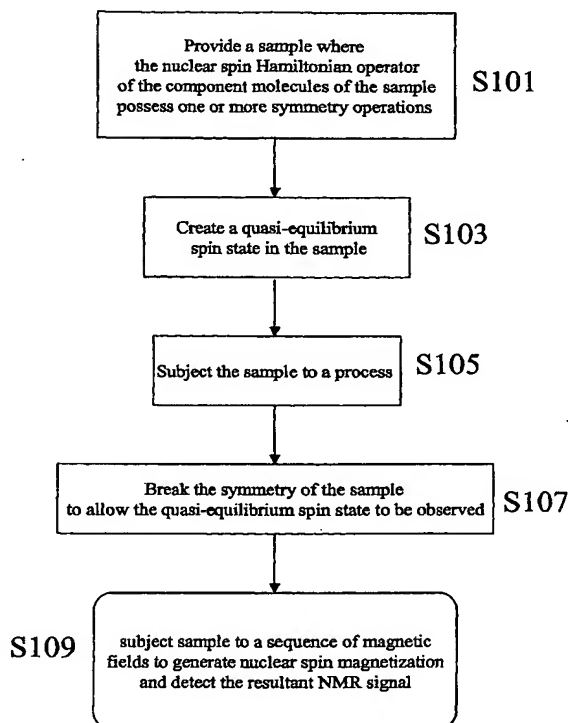 Provide a sample where
the nuclear spin Hamiltonian operator
of the component molecules of the sample
possess one or more symmetry operations
S101
Create a quasi-equilibrium
spin state in the sample
S103
Subject the sample to a process
S105
Break the symmetry of the sample
to allow the quasi-equilibrium spin state to be observed
S107
S109
subject sample to a sequence of magnetic
fields to generate nuclear spin magnetization
and detect the resultant NMR signal